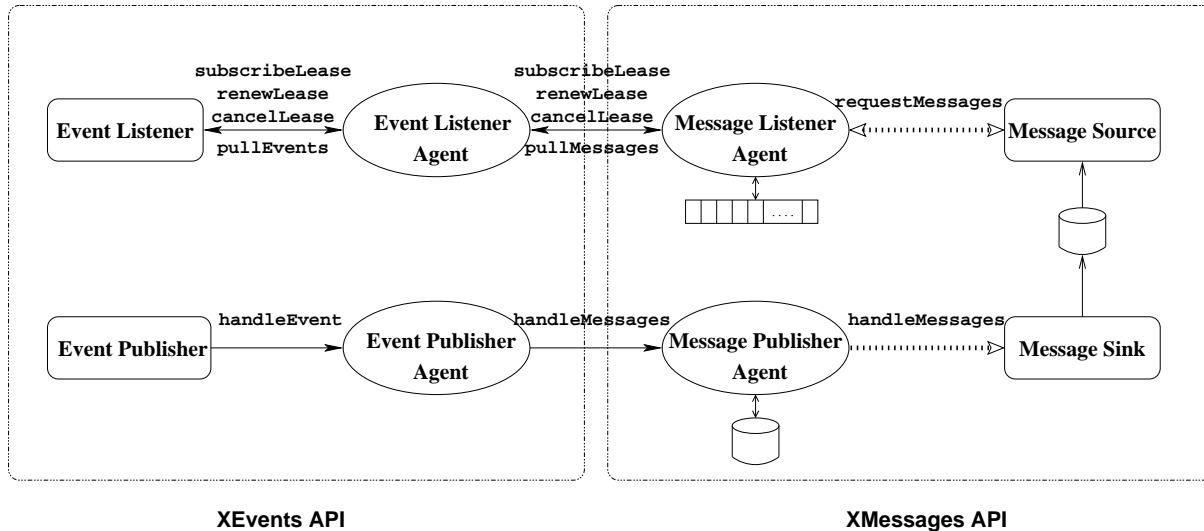 subscribeLease
renewLease
cancelLease
pullEvents
subscribeLease
renewLease
cancelLease
pullMessages
requestMessages
Event Listener
Event Listener
Agent
Message Listener
Agent
Message Source
....
handleEvent
handleMessages
handleMessages
Event Publisher
Event Publisher
Agent
Message Publisher
Agent
Message Sink
XEvents API
XMessages API